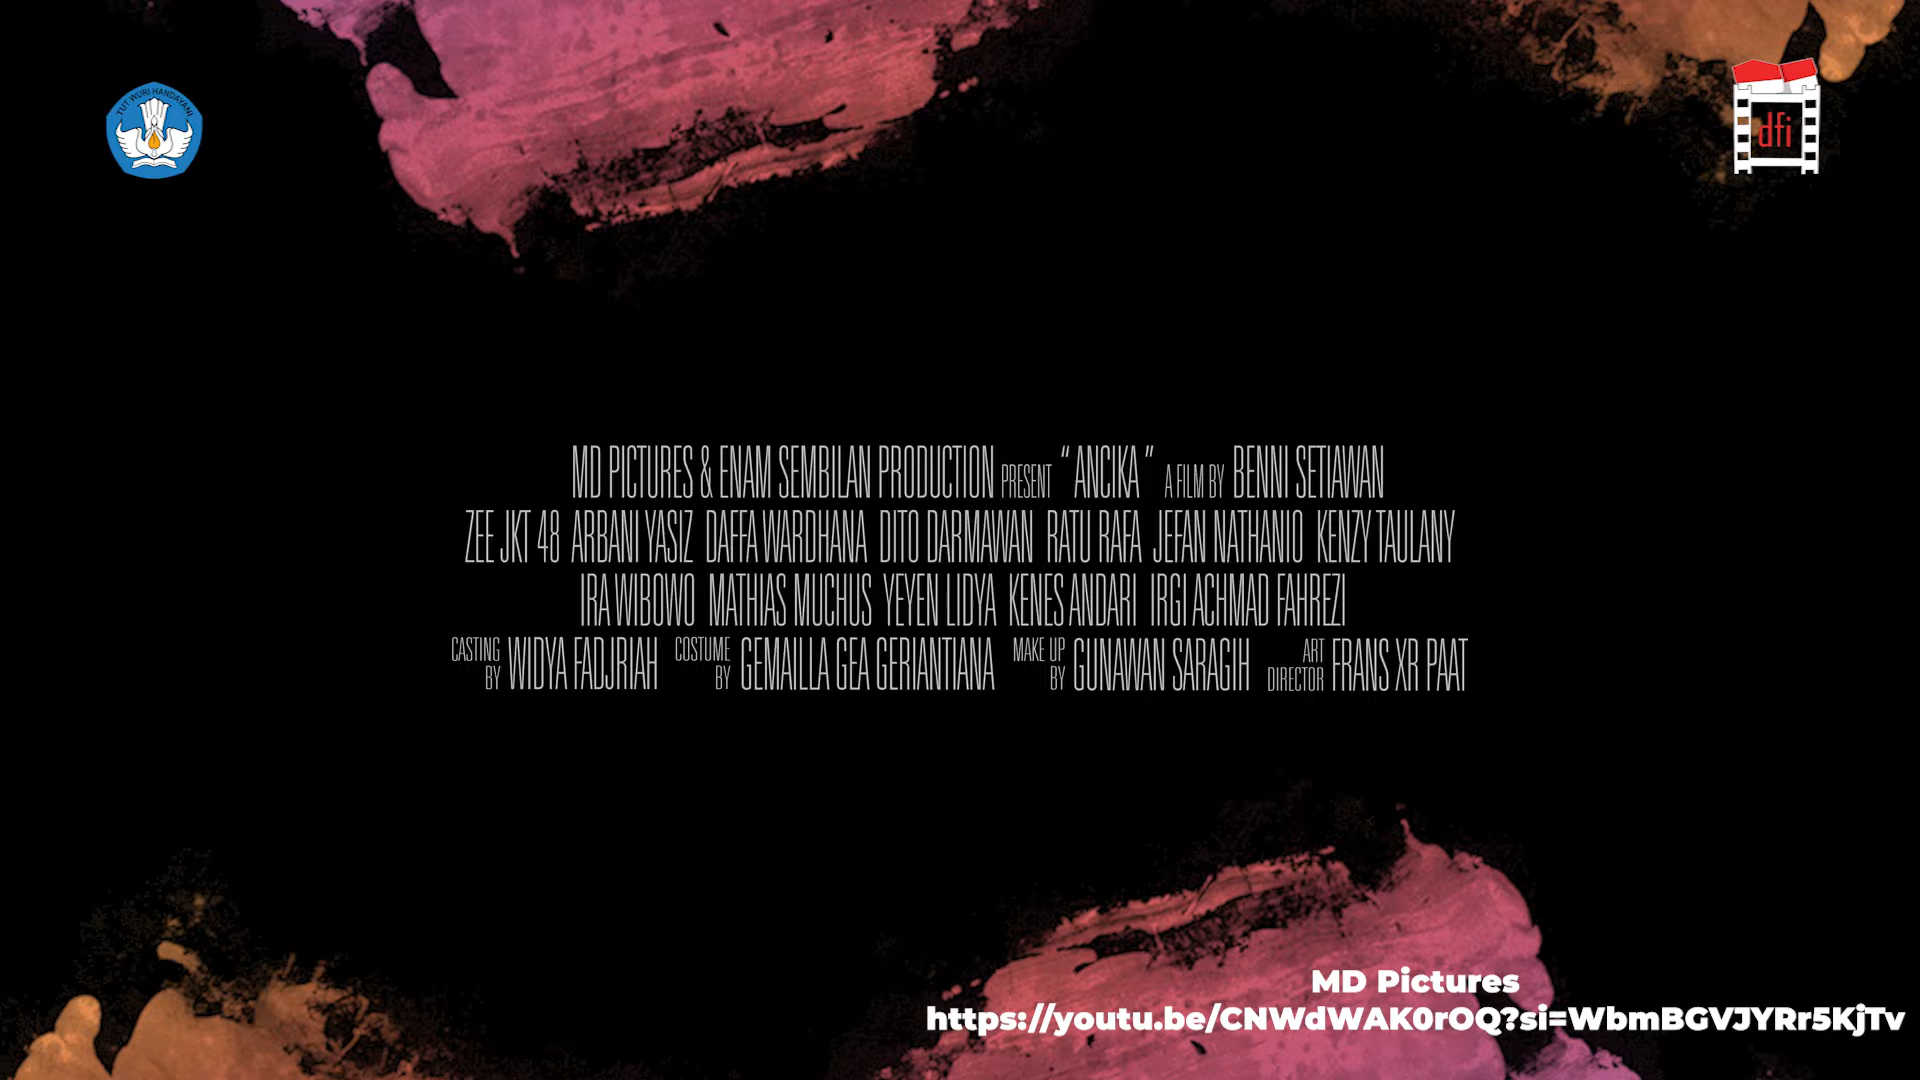 TUT WURI HANDAYANI
dfi
MD PICTURES & ENAM SEMBILAN PRODUCTION PRESENT “ ANCIKA ” A FILM BY BENNI SETIAWAN
ZEE JKT 48 ARBANI YASIZ DAFFA WARDHANA DITO DARMAWAN RATU RAFA JEFAN NATHANIO KENZY TAULANY
IRA WIBOWO MATHIAS MUCHUS YEYEN LIDYA KENES ANDARI IRGI ACHMAD FAHREZI
CASTING BY WIDYA FADJRIAH COSTUME BY GEMAILLA GEA GERIANTIANA MAKE UP BY GUNAWAN SARAGIH ART DIRECTOR FRANS XR PAAT
MD Pictures
https://youtu.be/CNWdWAK0rOQ?si=WbmBGVJYRr5KjTv